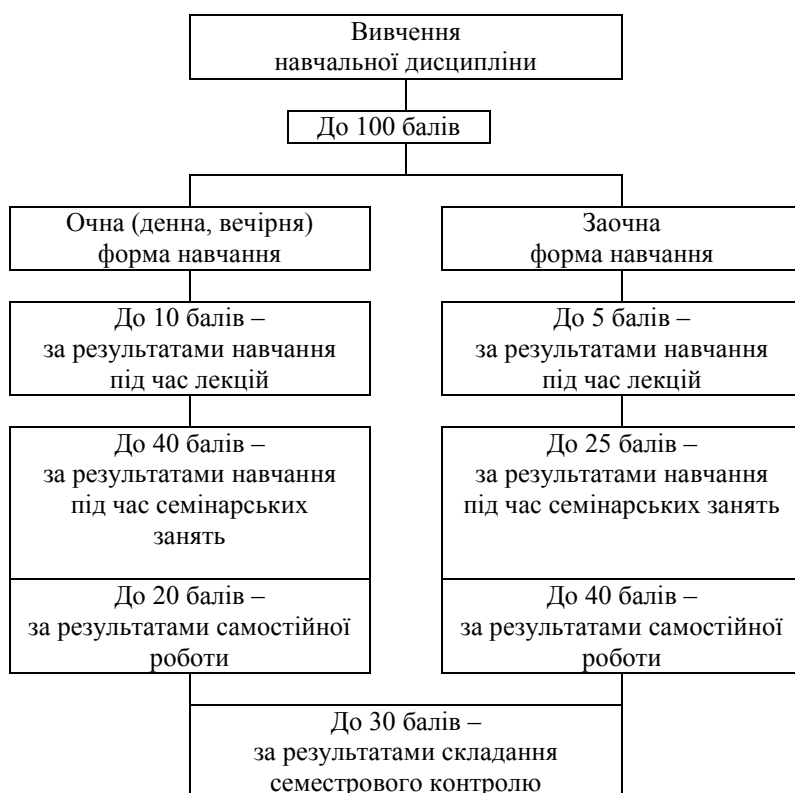 Вивчення
навчальної дисципліни
До 100 балів
Очна (денна, вечірня)
форма навчання
Заочна
форма навчання
До 10 балів –
за результатами навчання
під час лекцій
До 5 балів –
за результатами навчання
під час лекцій
До 40 балів –
за результатами навчання
під час семінарських
занять
До 25 балів –
за результатами навчання
під час семінарських занять
До 20 балів –
за результатами самостійної
роботи
До 40 балів –
за результатами самостійної
роботи
До 30 балів –
за результатами складання
семестрового контролю